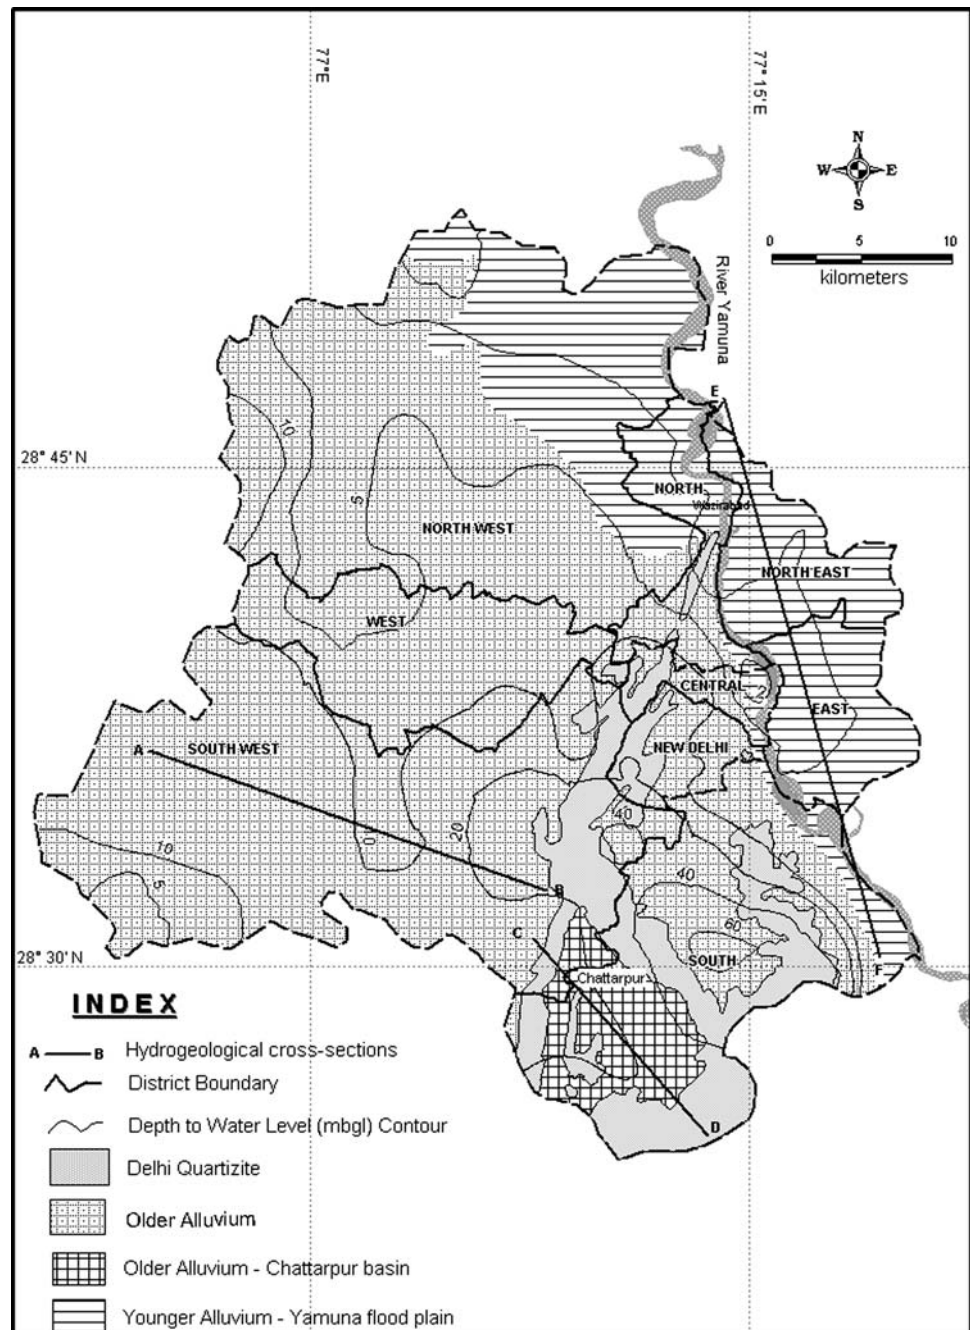 77°E
77° 15' E
N
W E
S
0 5 10
kilometers
River Yamuna
E
28° 45' N
10
5
NORTH
Wazirabad
NORTH WEST
NORTH EAST
WEST
CENTRAL
2
EAST
A
SOUTH WEST
NEW DELHI
40
20
0
10
5
40
B
60
C
SOUTH
F
28° 30' N
Chattarpur
D
INDEX
A B Hydrogeological cross-sections
District Boundary
Depth to Water Level (mbgl) Contour
Delhi Quartizite
Older Alluvium
Older Alluvium - Chattarpur basin
Younger Alluvium - Yamuna flood plain